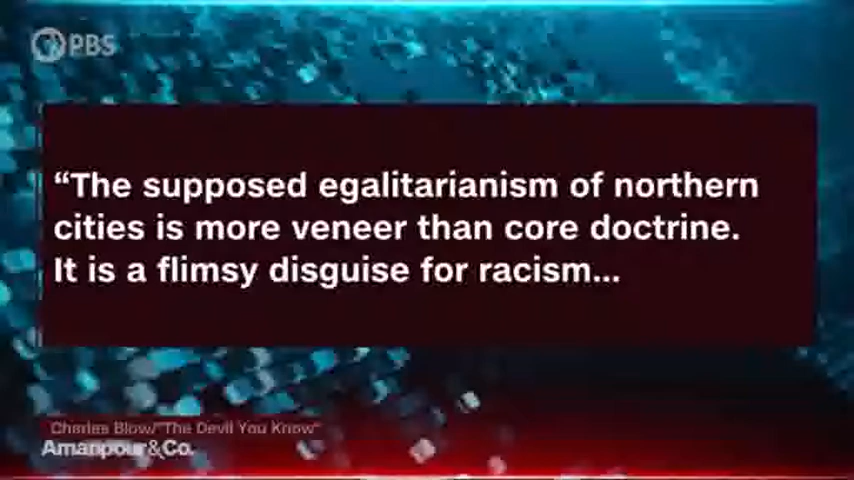 PBS
“The supposed egalitarianism of northern
cities is more veneer than core doctrine.
It is a flimsy disguise for racism...
Charles Blow/"The Devil You Know"
Amanpour&Co.